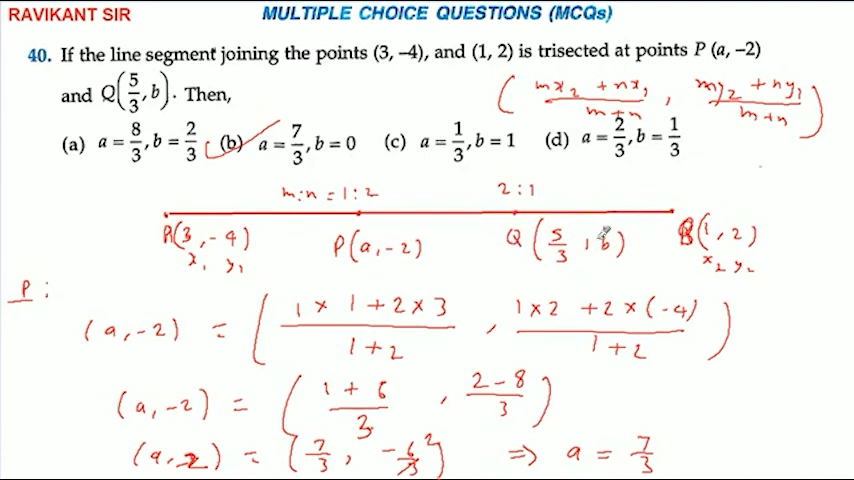 RAVIKANT SIR MULTIPLE CHOICE QUESTIONS (MCQs)
40. If the line segment joining the points (3, –4), and (1, 2) is trisected at points P (a, –2)
and Q(5/3, b). Then,
(mx₂ + nx₁ / m+n , my₂ + ny₁ / m+n)
(a) a = 8/3, b = 2/3 (b) a = 7/3, b = 0 (c) a = 1/3, b = 1 (d) a = 2/3, b = 1/3
m:n = 1:2 2:1
(3, -4) P(a, -2) Q(5/3, b) (1, 2)
x₁ y₁ x₂ y₂
P:
(a, -2) = (1 × 1 + 2 × 3 / 1+2 , 1×2 + 2×(-4) / 1+2)
(a, -2) = (1 + 6 / 3 , 2-8 / 3)
(a, 2) = (7/3, -6/3 2) ⇒ a = 7/3